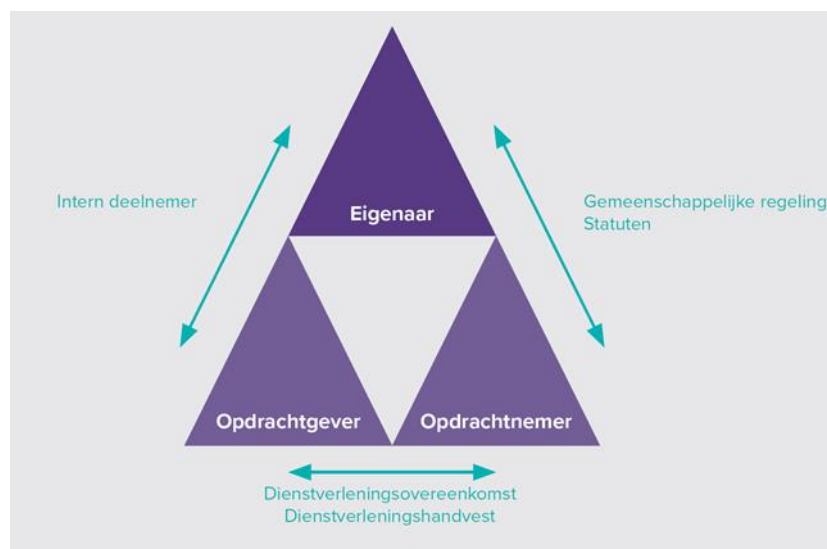 Intern deelnemer
Gemeenschappelijke regeling
Statuten
Eigenaar
Opdrachtgever
Opdrachtnemer
Dienstverleningsovereenkomst
Dienstverleningshandvest